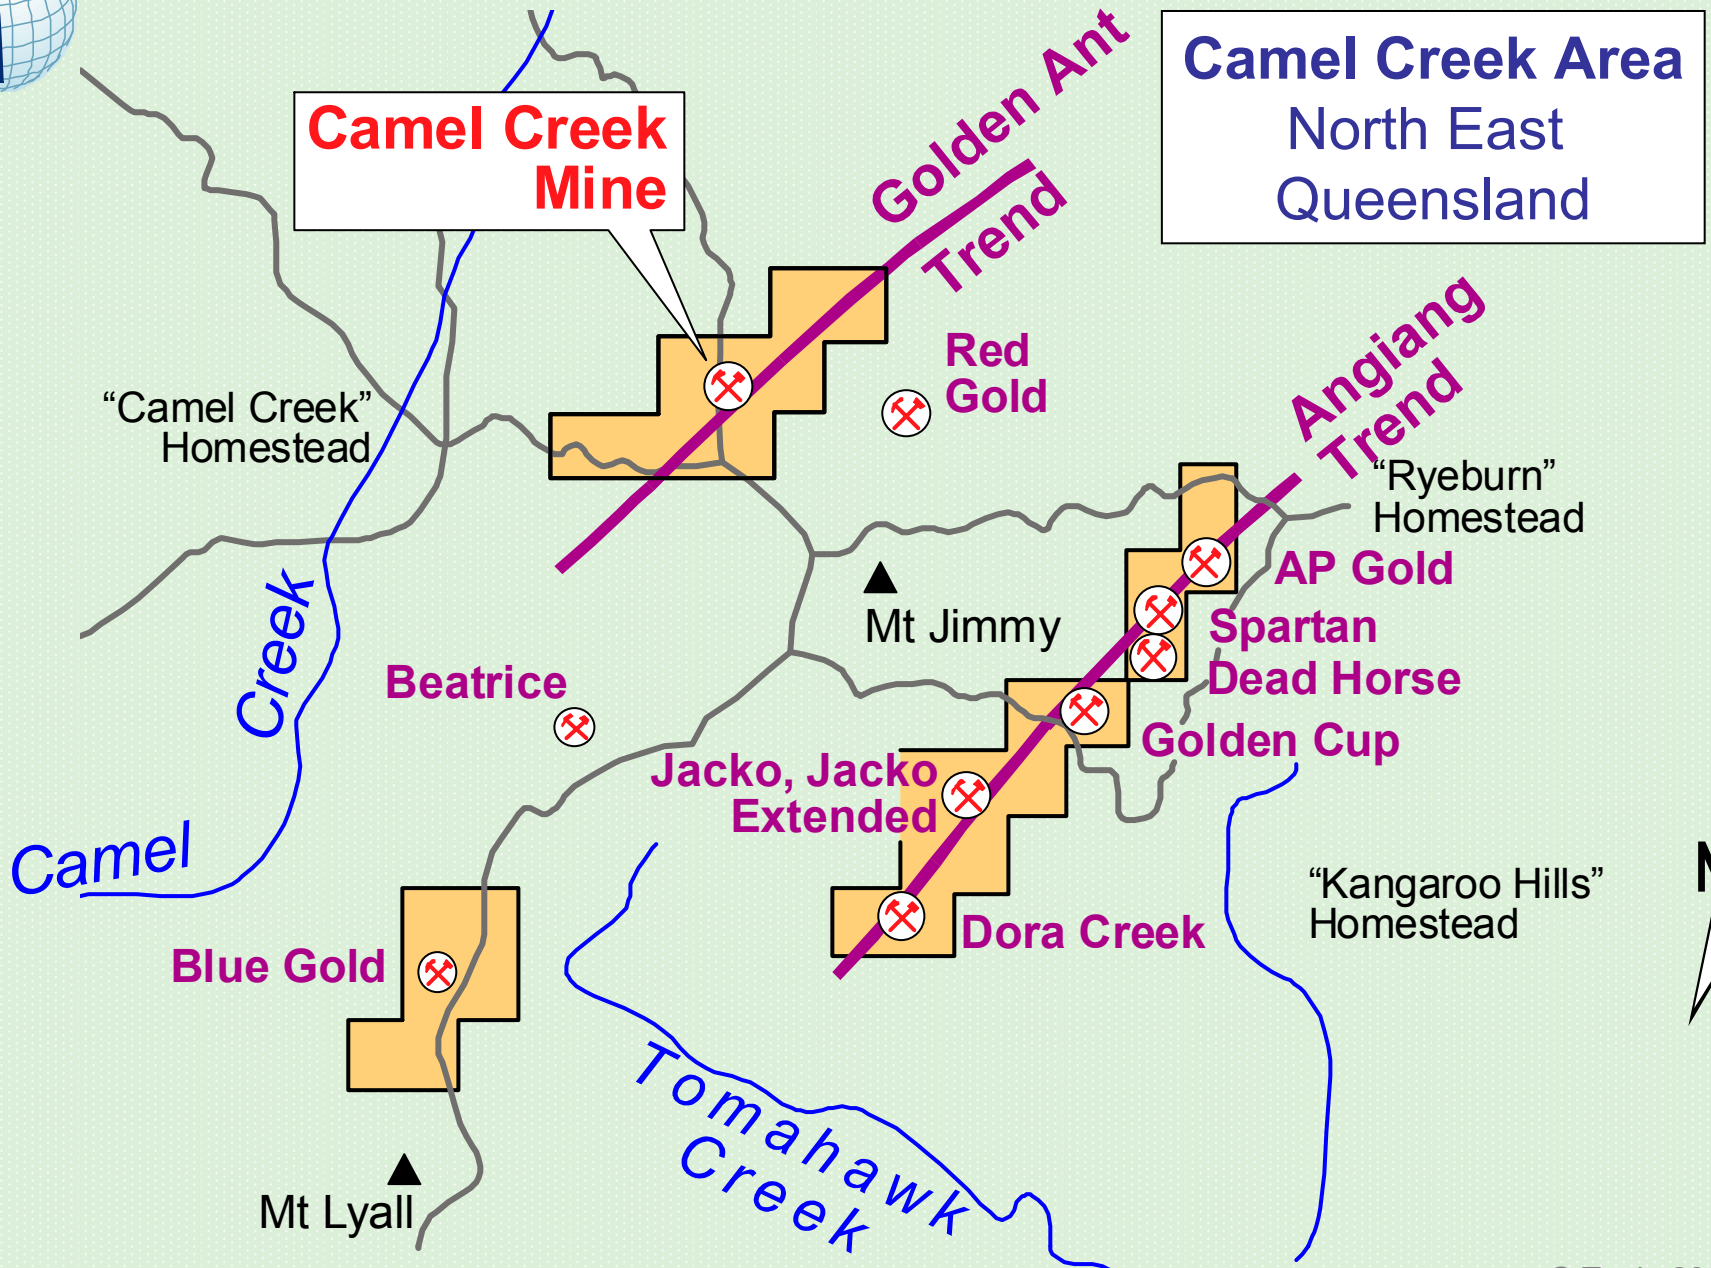 Camel Creek Area
North East
Queensland
Golden Ant
Trend
Camel Creek
Mine
Red
Gold
Angiang
Trend
“Camel Creek”
Homestead
“Ryeburn”
Homestead
AP Gold
Mt Jimmy
Spartan
Dead Horse
Creek
Beatrice
Golden Cup
Jacko, Jacko
Extended
Camel
“Kangaroo Hills”
Homestead
Dora Creek
Blue Gold
Tomahawk
Creek
Mt Lyall